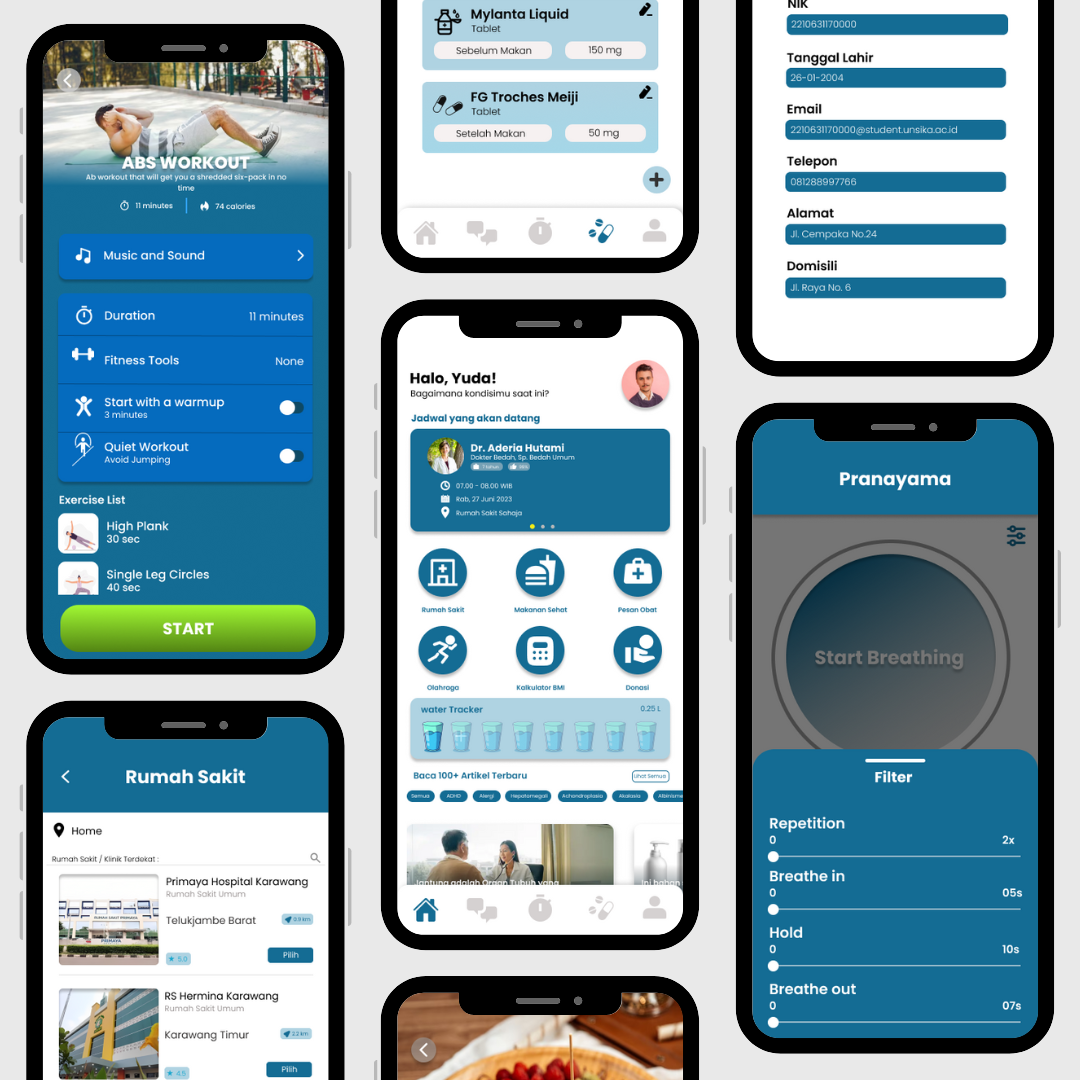 ABS WORKOUT
Ab workout that will get you a shredded six-pack in no
time
11 minutes
74 calories
Music and Sound
Duration
11 minutes
Fitness Tools
None
Start with a warmup
3 minutes
Quiet Workout
Avoid Jumping
Exercise List
High Plank
30 sec
Single Leg Circles
40 sec
START
Rumah Sakit
Home
Rumah Sakit / Klinik Terdekat :
Primaya Hospital Karawang
Rumah Sakit Umum
Telukjambe Barat
0.9 km
5.0
Pilih
RS Hermina Karawang
Rumah Sakit Umum
Karawang Timur
2.2 km
4.6
Pilih
Mylanta Liquid
Tablet
Sebelum Makan
150 mg
FG Troches Meiji
Tablet
Setelah Makan
50 mg
Halo, Yuda!
Bagaimana kondisimu saat ini?
Jadwal yang akan datang
Dr. Aderia Hutami
Dokter Bedah, Sp. Bedah Umum
07.00 - 08.00 WIB
Rab, 27 Juni 2023
Rumah Sakit Sahaja
Rumah Sakit
Makanan Sehat
Pesan Obat
Olahraga
Kalkulator BMI
Donasi
water Tracker
0.25 L
Baca 100+ Artikel Terbaru
Lihat Semua
Semua
ADHD
Alergi
Hepatomegali
Achondroplasia
Akalasia
Albinisme
Jantung adalah Organ Tubuh yang
Ini bahan
NIK
2210631170000
Tanggal Lahir
26-01-2004
Email
2210631170000@student.unsika.ac.id
Telepon
081288997766
Alamat
Jl. Cempaka No.24
Domisili
Jl. Raya No. 6
Pranayama
Start Breathing
Filter
Repetition
0
2x
Breathe in
0
05s
Hold
0
10s
Breathe out
0
07s